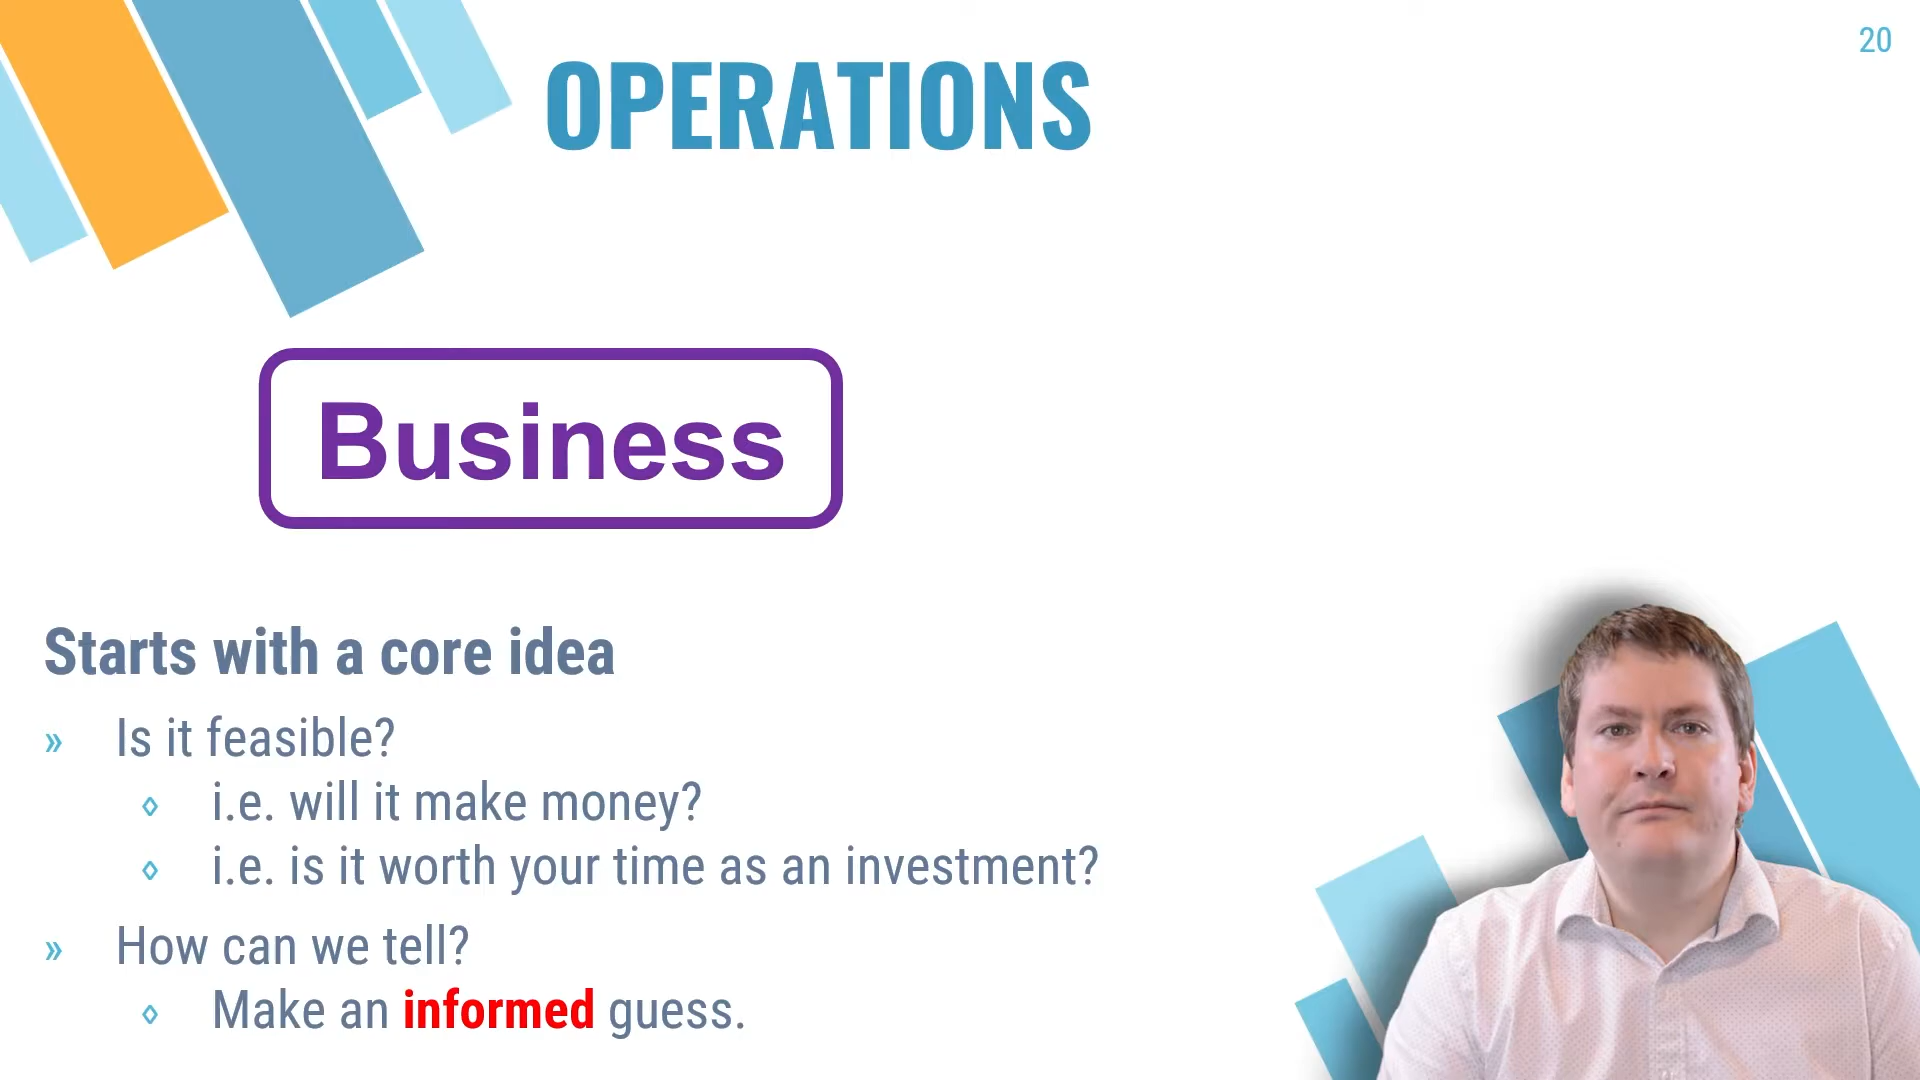 20
OPERATIONS
Business
Starts with a core idea
» Is it feasible?
◊ i.e. will it make money?
◊ i.e. is it worth your time as an investment?
» How can we tell?
◊ Make an informed guess.